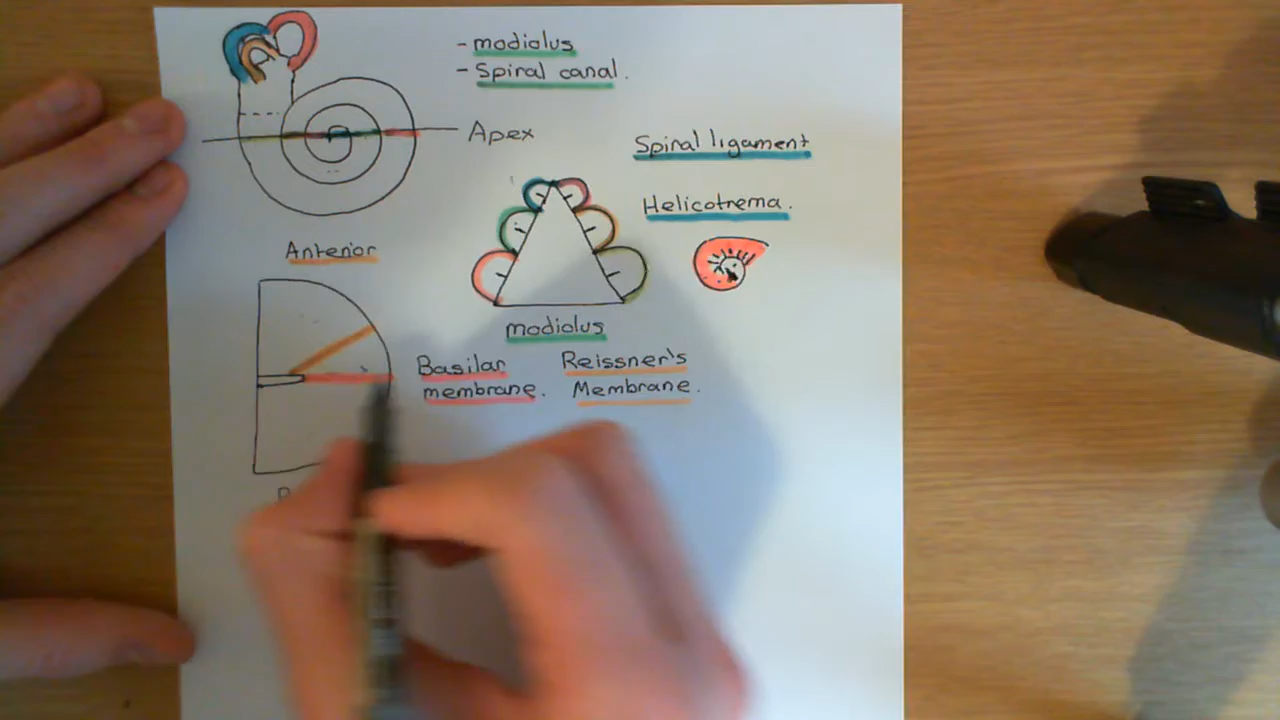 - modiolus
- Spiral canal.
Apex
Spiral ligament
Helicotrema.
Anterior
modiolus
Basilar
membrane.
Reissner's
Membrane.